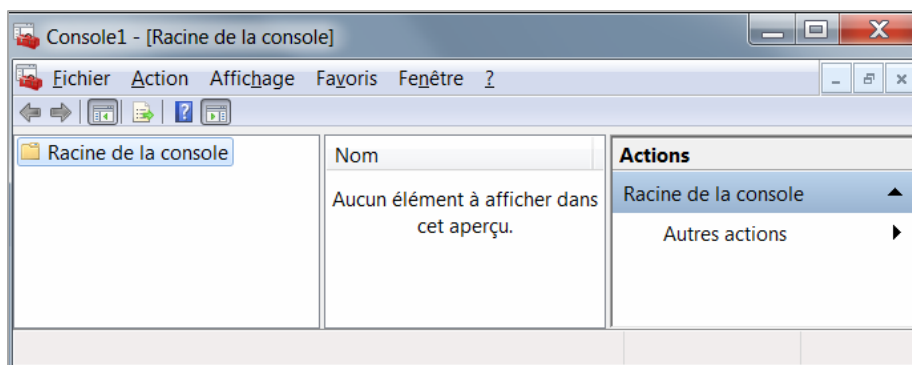 Console1 - [Racine de la console]
Fichier Action Affichage Favoris Fenêtre ?
Racine de la console
Nom
Aucun élément à afficher dans
cet aperçu.
Actions
Racine de la console
Autres actions